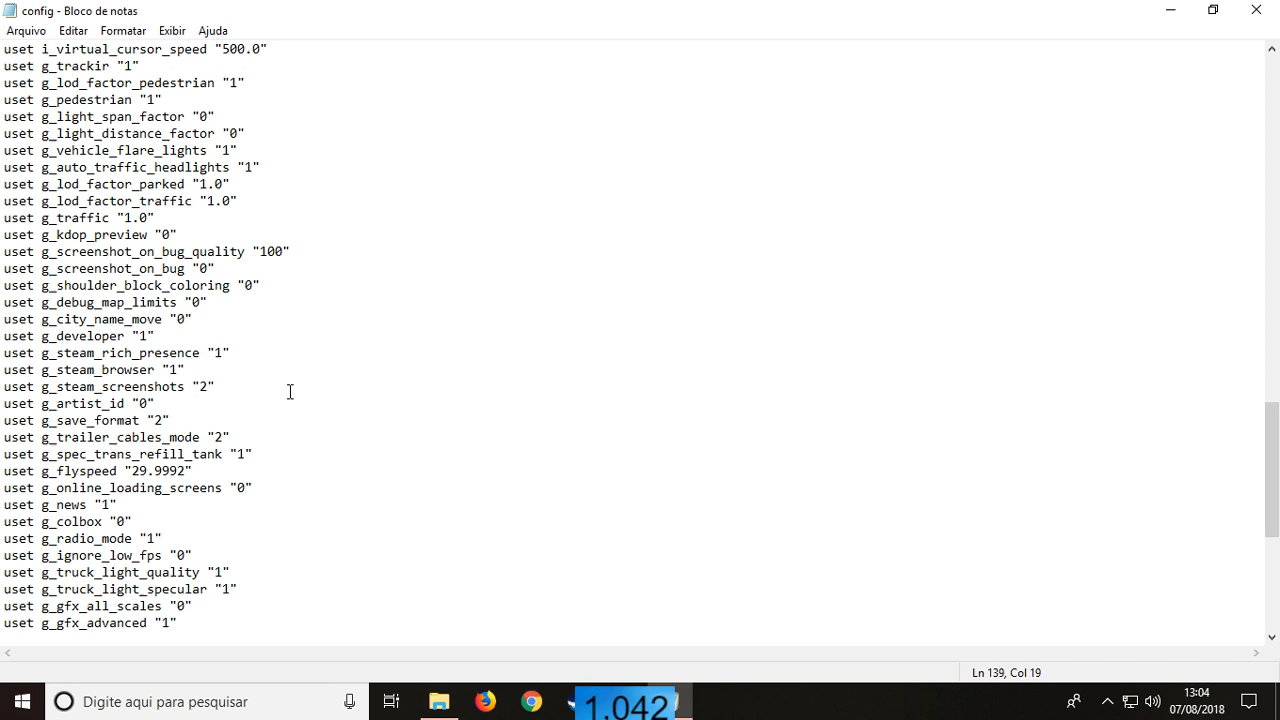 config - Bloco de notas
Arquivo Editar Formatar Exibir Ajuda
uset i_virtual_cursor_speed "500.0"
uset g_trackir "1"
uset g_lod_factor_pedestrian "1"
uset g_pedestrian "1"
uset g_light_span_factor "0"
uset g_light_distance_factor "0"
uset g_vehicle_flare_lights "1"
uset g_auto_traffic_headlights "1"
uset g_lod_factor_parked "1.0"
uset g_lod_factor_traffic "1.0"
uset g_traffic "1.0"
uset g_kdop_preview "0"
uset g_screenshot_on_bug_quality "100"
uset g_screenshot_on_bug "0"
uset g_shoulder_block_coloring "0"
uset g_debug_map_limits "0"
uset g_city_name_move "0"
uset g_developer "1"
uset g_steam_rich_presence "1"
uset g_steam_browser "1"
uset g_steam_screenshots "2"
uset g_artist_id "0"
uset g_save_format "2"
uset g_trailer_cables_mode "2"
uset g_spec_trans_refill_tank "1"
uset g_flyspeed "29.9992"
uset g_online_loading_screens "0"
uset g_news "1"
uset g_colbox "0"
uset g_radio_mode "1"
uset g_ignore_low_fps "0"
uset g_truck_light_quality "1"
uset g_truck_light_specular "1"
uset g_gfx_all_scales "0"
uset g_gfx_advanced "1"
Ln 139, Col 19
Digite aqui para pesquisar
1,042
13:04
07/08/2018